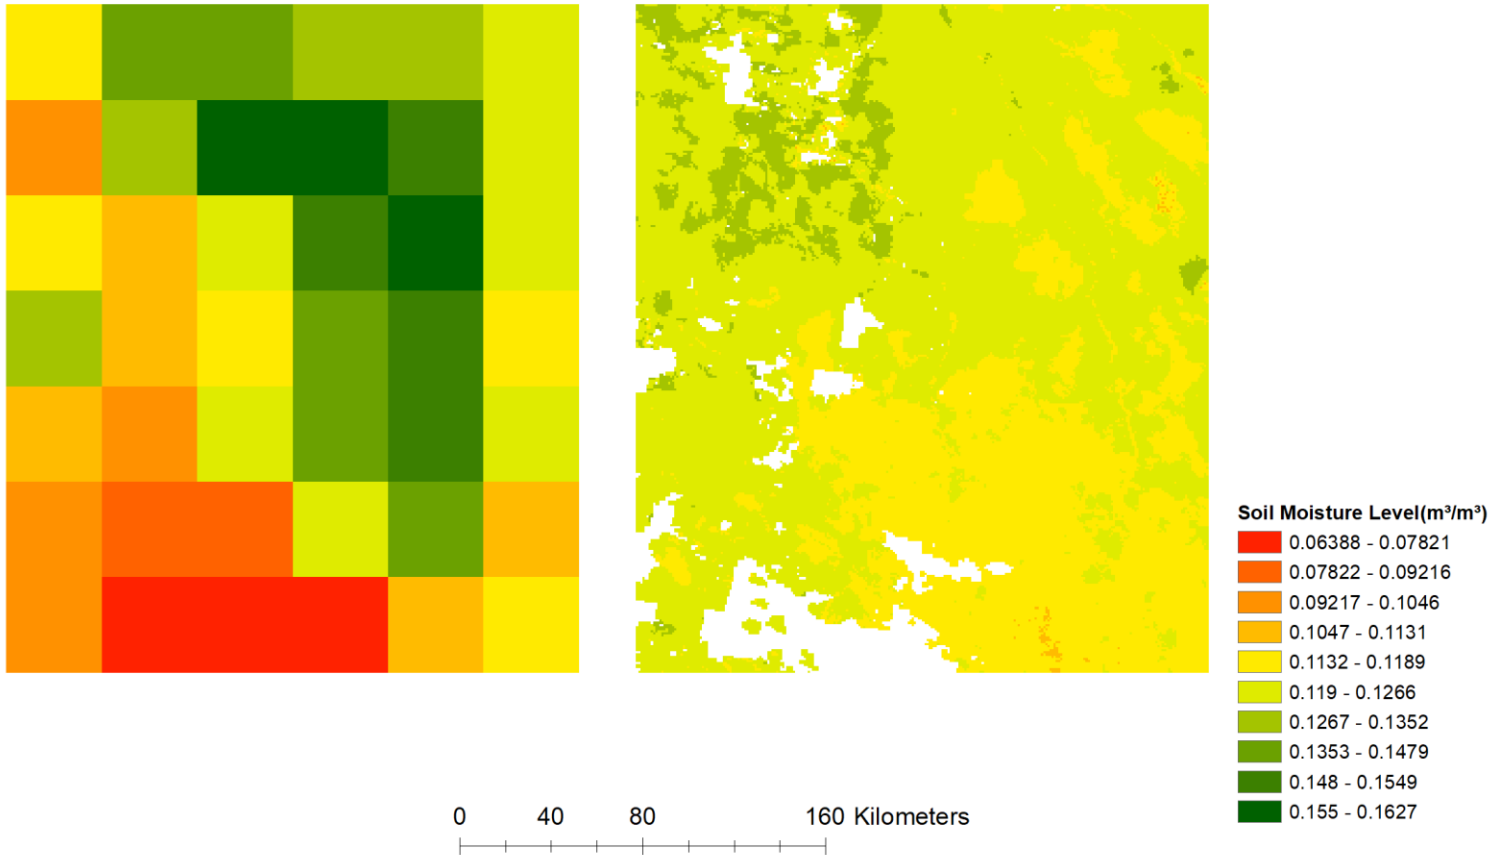 Soil Moisture Level(m³/m³)
0.06388 - 0.07821
0.07822 - 0.09216
0.09217 - 0.1046
0.1047 - 0.1131
0.1132 - 0.1189
0.119 - 0.1266
0.1267 - 0.1352
0.1353 - 0.1479
0.148 - 0.1549
0.155 - 0.1627
0 40 80 160 Kilometers